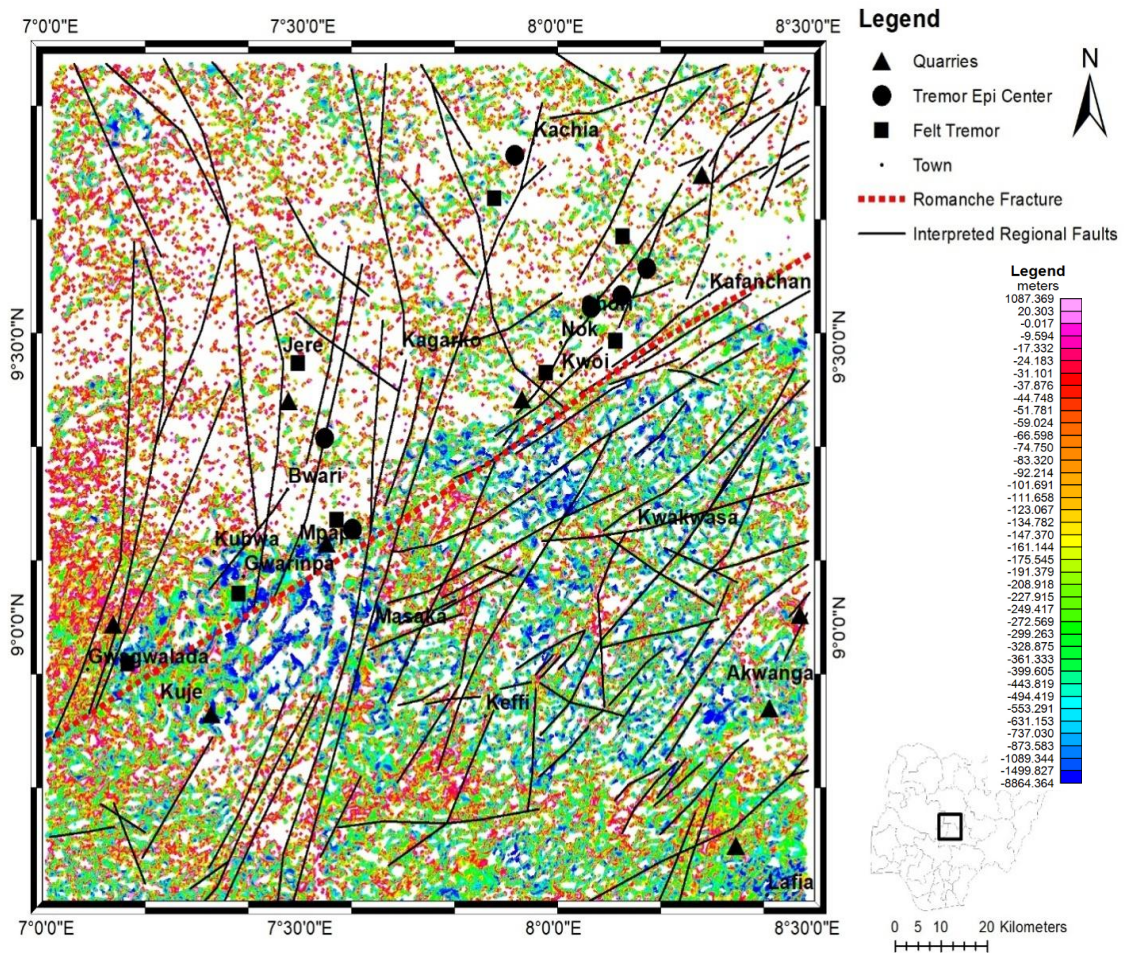 7°0'0"E 7°30'0"E 8°0'0"E 8°30'0"E
Legend
Quarries
Tremor Epi Center
Felt Tremor
Town
Romanche Fracture
Interpreted Regional Faults
N
Kachia
Kafanchan
Nok
Kwoi
Kagarko
Jere
Bwari
Kubwa
Gwarinpa
Masaka
Kwakwasa
Gwagwalada
Kuje
Keffi
Akwanga
Lafia
9°30'0"N
9°0'0"N
9°30'0"N
9°0'0"N
7°0'0"E 7°30'0"E 8°0'0"E 8°30'0"E
Legend
meters
1087.369
20.303
-0.017
-9.594
-17.332
-24.183
-31.101
-37.876
-44.748
-51.781
-59.024
-66.598
-74.750
-83.320
-92.214
-101.691
-111.658
-123.067
-134.782
-147.370
-161.144
-175.545
-191.379
-208.918
-227.915
-249.417
-272.569
-299.263
-328.875
-361.333
-399.605
-443.819
-494.419
-553.291
-631.153
-737.030
-873.583
-1089.344
-1499.827
-8864.364
0 5 10 20 Kilometers